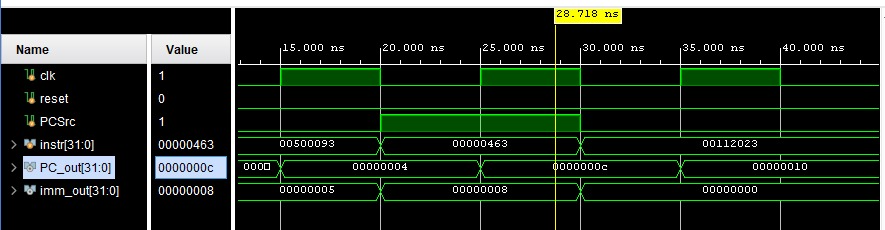 28.718 ns
Name Value 15.000 ns 20.000 ns 25.000 ns 30.000 ns 35.000 ns 40.000 ns
clk 1
reset 0
PCSrc 1
instr[31:0] 00000463 00500093 00000463 00112023
PC_out[31:0] 0000000c 000 00000004 0000000c 00000010
imm_out[31:0] 00000008 00000005 00000008 00000000